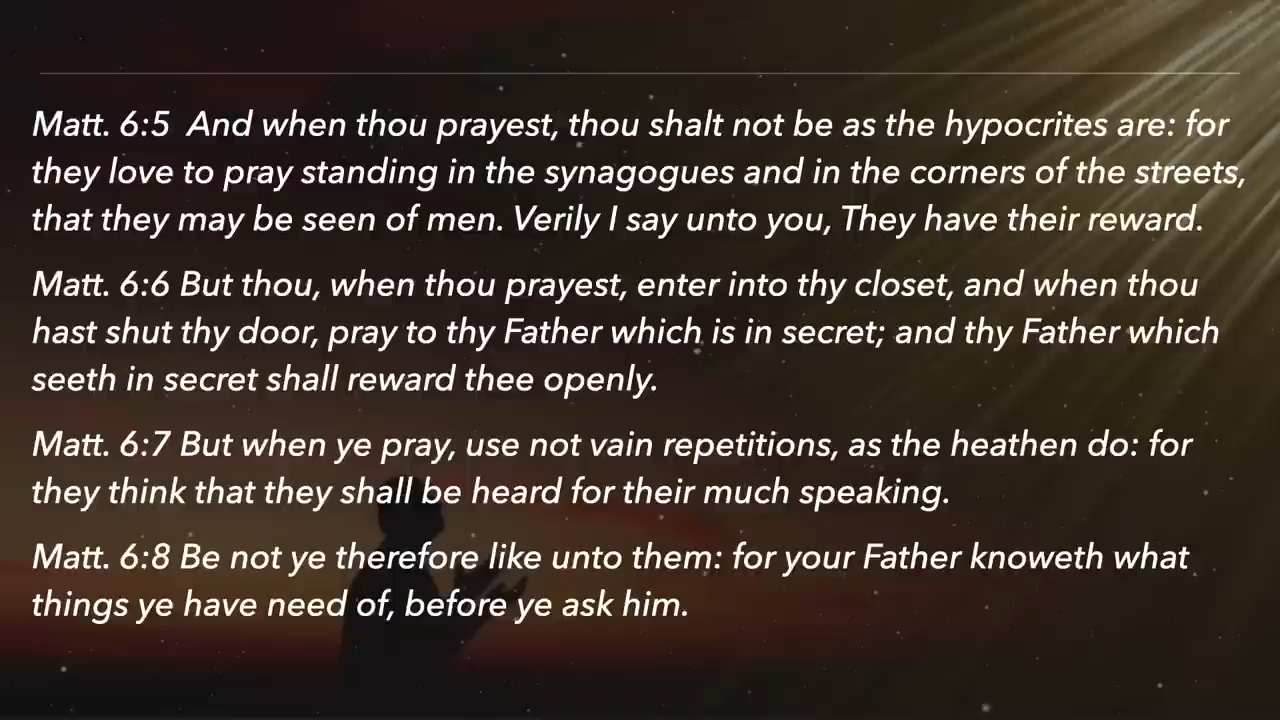 Matt. 6:5  And when thou prayest, thou shalt not be as the hypocrites are: for
they love to pray standing in the synagogues and in the corners of the streets,
that they may be seen of men. Verily I say unto you, They have their reward.
Matt. 6:6 But thou, when thou prayest, enter into thy closet, and when thou
hast shut thy door, pray to thy Father which is in secret; and thy Father which
seeth in secret shall reward thee openly.
Matt. 6:7 But when ye pray, use not vain repetitions, as the heathen do: for
they think that they shall be heard for their much speaking.
Matt. 6:8 Be not ye therefore like unto them: for your Father knoweth what
things ye have need of, before ye ask him.